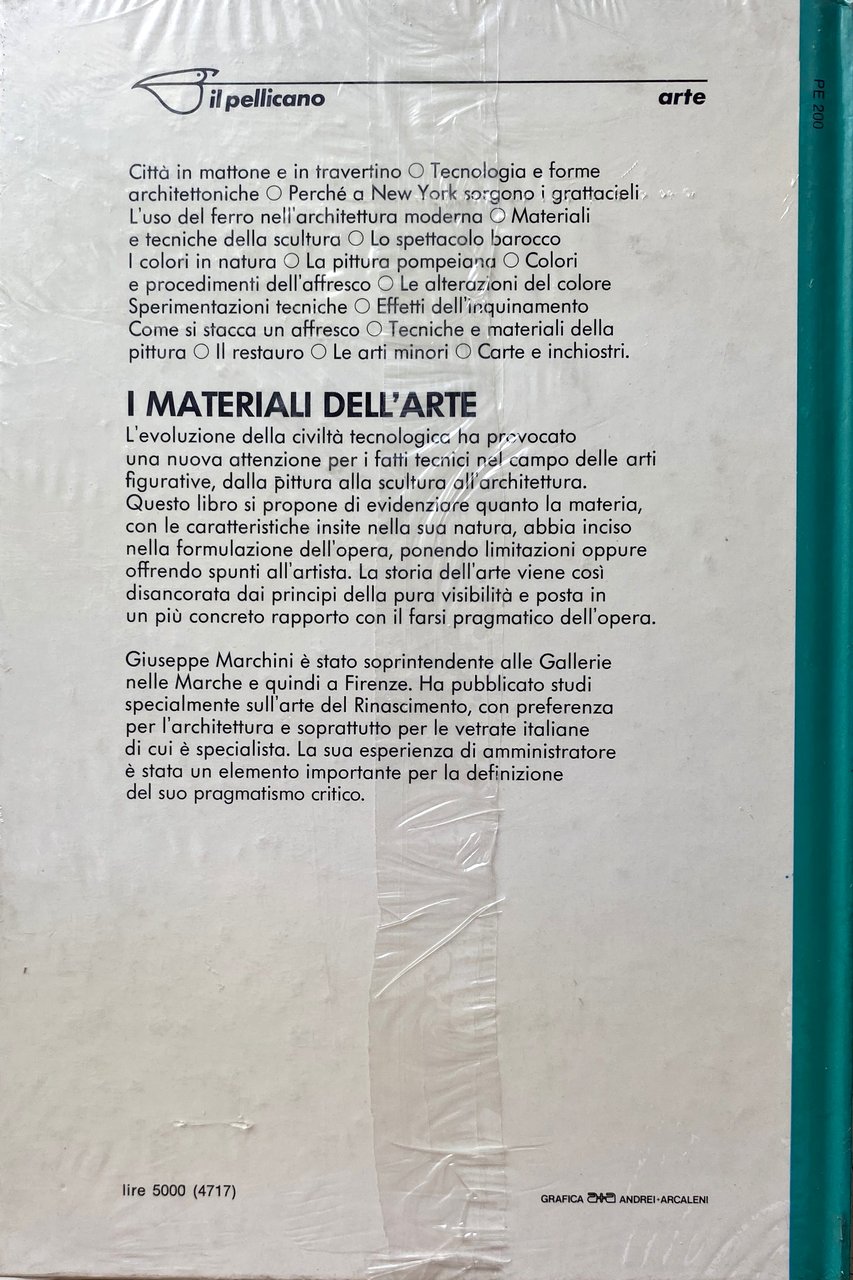 il pellicano
arte
PE 200
Città in mattone e in travertino ○ Tecnologia e forme
architettoniche ○ Perché a New York sorgono i grattacieli
L'uso del ferro nell'architettura moderna ○ Materiali
e tecniche della scultura ○ Lo spettacolo barocco
I colori in natura ○ La pittura pompeiana ○ Colori
e procedimenti dell'affresco ○ Le alterazioni del colore
Sperimentazioni tecniche ○ Effetti dell'inquinamento
Come si stacca un affresco ○ Tecniche e materiali della
pittura ○ Il restauro ○ Le arti minori ○ Carte e inchiostri.
I MATERIALI DELL'ARTE
L'evoluzione della civiltà tecnologica ha provocato
una nuova attenzione per i fatti tecnici nel campo delle arti
figurative, dalla pittura alla scultura all'architettura.
Questo libro si propone di evidenziare quanto la materia,
con le caratteristiche insite nella sua natura, abbia inciso
nella formulazione dell'opera, ponendo limitazioni oppure
offrendo spunti all'artista. La storia dell'arte viene così
disancorata dai principi della pura visibilità e posta in
un più concreto rapporto con il farsi pragmatico dell'opera.
Giuseppe Marchini è stato soprintendente alle Gallerie
nelle Marche e quindi a Firenze. Ha pubblicato studi
specialmente sull'arte del Rinascimento, con preferenza
per l'architettura e soprattutto per le vetrate italiane
di cui è specialista. La sua esperienza di amministratore
è stata un elemento importante per la definizione
del suo pragmatismo critico.
lire 5000 (4717)
GRAFICA a+a ANDREI+ARCALENI